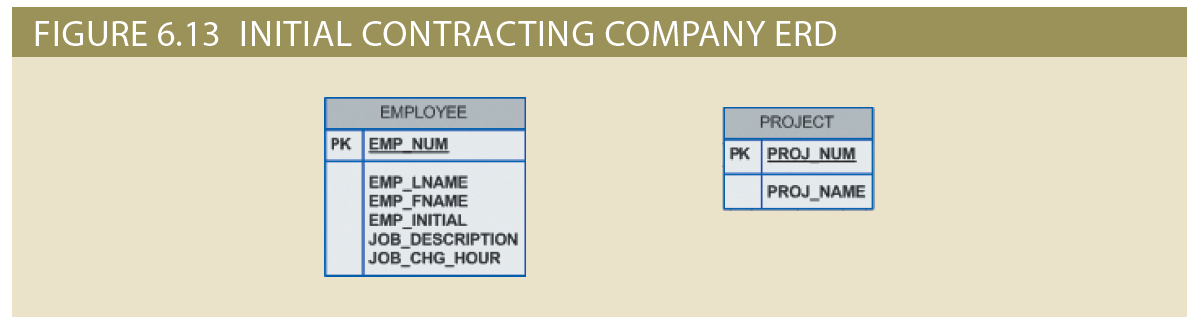 FIGURE 6.13 INITIAL CONTRACTING COMPANY ERD
EMPLOYEE
PK EMP_NUM
EMP_LNAME
EMP_FNAME
EMP_INITIAL
JOB_DESCRIPTION
JOB_CHG_HOUR
PROJECT
PK PROJ_NUM
PROJ_NAME